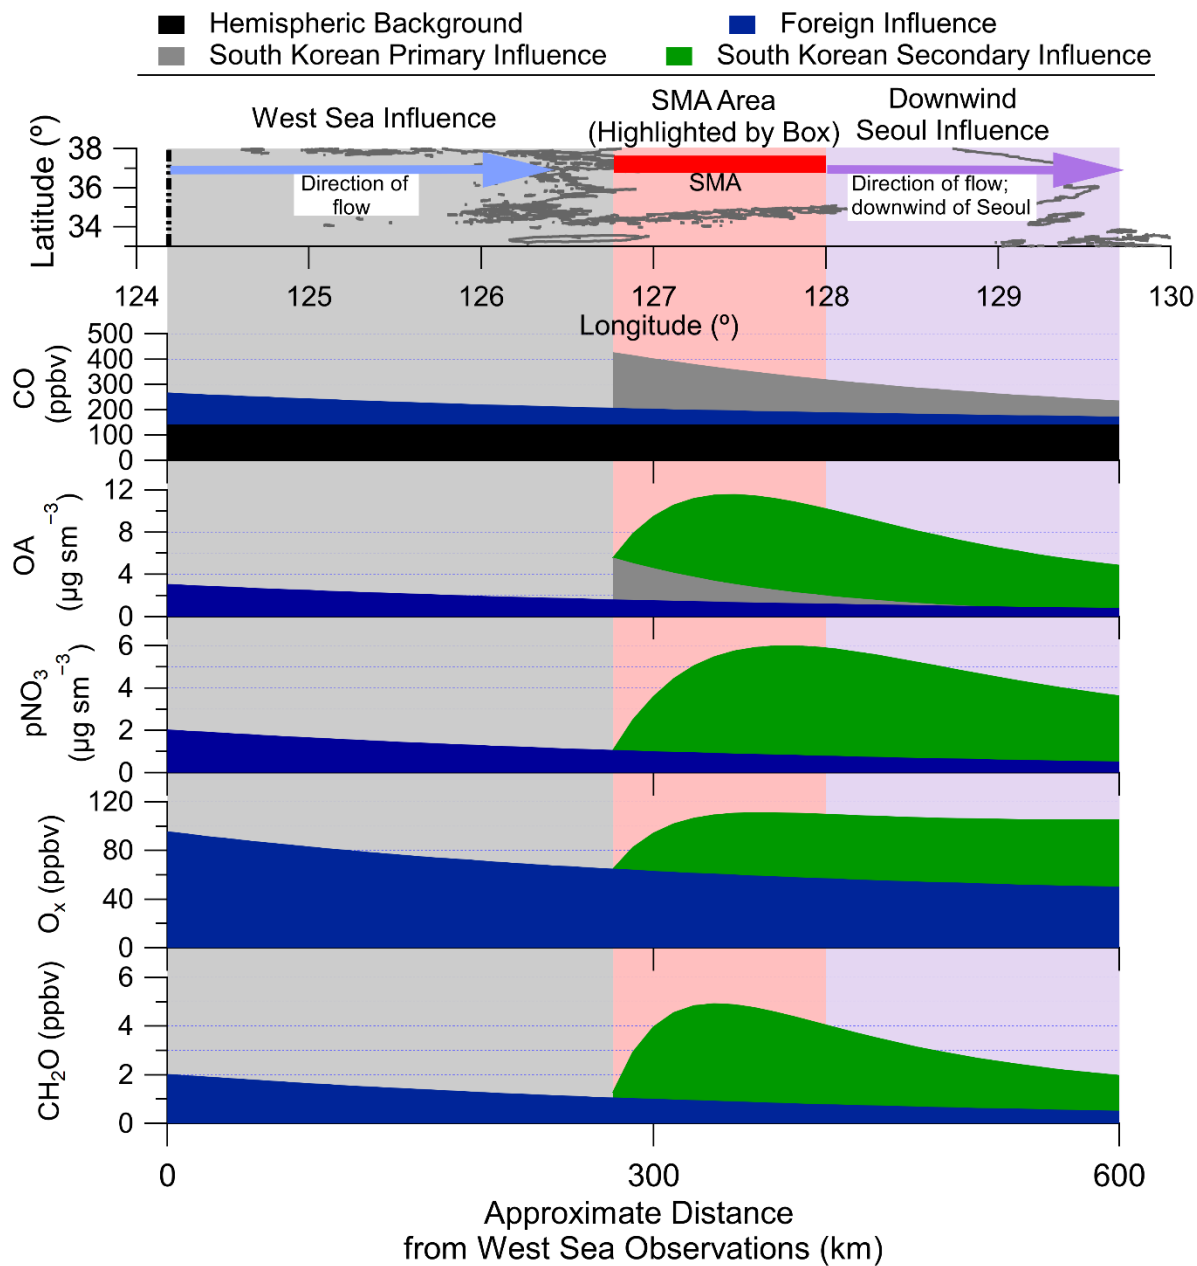 Hemispheric Background
Foreign Influence
South Korean Primary Influence
South Korean Secondary Influence
West Sea Influence
SMA Area
(Highlighted by Box)
Downwind
Seoul Influence
Latitude (º)
38
36
34
Direction of
flow
SMA
Direction of flow;
downwind of Seoul
124
125
126
127
128
129
130
Longitude (º)
CO
(ppbv)
500
400
300
200
100
0
OA
(µg sm⁻³)
12
8
4
0
pNO₃
(µg sm⁻³)
6
4
2
0
Oₓ (ppbv)
120
80
40
0
CH₂O (ppbv)
6
4
2
0
0
300
600
Approximate Distance
from West Sea Observations (km)